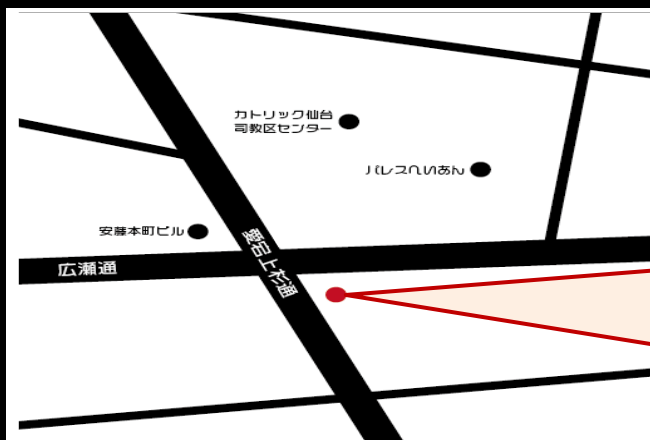 カトリック仙台
司教区センター
パレスへいあん
安藤本町ビル
愛宕上杉通
広瀬通